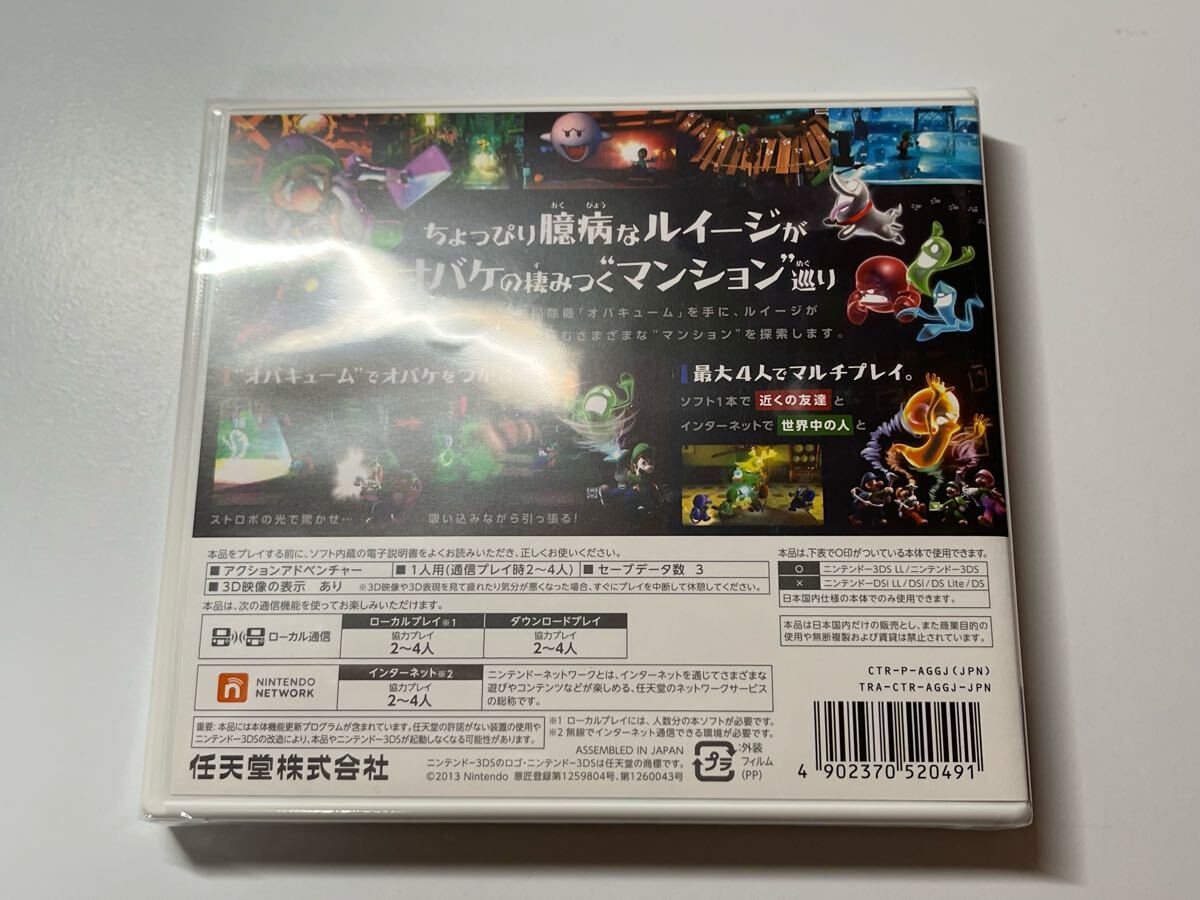 ちょっぴり臆病なルイージが
おく びょう
オバケの棲みつく“マンション”巡り
す めぐ
除機「オバキューム」を手に、ルイージが
むさまざまな“マンション”を探索します。
“オバキューム”でオバケをつか
ストロボの光で驚かせ…
吸い込みながら引っ張る!
最大4人でマルチプレイ。
ソフト1本で 近くの友達 と
インターネットで 世界中の人 と
本品をプレイする前に、ソフト内蔵の電子説明書をよくお読みいただき、正しくお使いください。
■ アクションアドベンチャー ■ 1人用(通信プレイ時2〜4人) ■ セーブデータ数 3
■ 3D映像の表示 あり ※3D映像や3D表現を見て疲れたり気分が悪くなった場合、すぐにプレイを中断して休憩してください。
本品は、次の通信機能を使ってお楽しみいただけます。
ローカル通信
ローカルプレイ※1 ダウンロードプレイ
協力プレイ 協力プレイ
2〜4人 2〜4人
NINTENDO
NETWORK
インターネット※2
協力プレイ
2〜4人
ニンテンドーネットワークとは、インターネットを通じてさまざまな
遊びやコンテンツなどが楽しめる、任天堂のネットワークサービス
の総称です。
重要:本品には本体機能更新プログラムが含まれています。任天堂の許諾がない装置の使用や
ニンテンドー3DSの改造により、本品やニンテンドー3DSが起動しなくなる可能性があります。
※1 ローカルプレイには、人数分の本ソフトが必要です。
※2 無線でインターネット通信できる環境が必要です。
任天堂株式会社
ASSEMBLED IN JAPAN
ニンテンドー3DSのロゴ・ニンテンドー3DSは任天堂の商標です。
©2013 Nintendo 意匠登録第1259804号、第1260043号
プラ
:外装
フィルム
(PP)
本品は、下表で○印がついている本体で使用できます。
○ ニンテンドー3DS LL/ニンテンドー3DS
× ニンテンドーDSi LL/DSi/DS Lite/DS
日本国内仕様の本体でのみ使用できます。
本品は日本国内だけの販売とし、また商業目的の
使用や無断複製および賃貸は禁止されています。
CTR-P-AGGJ(JPN)
TRA-CTR-AGGJ-JPN
4 902370 520491